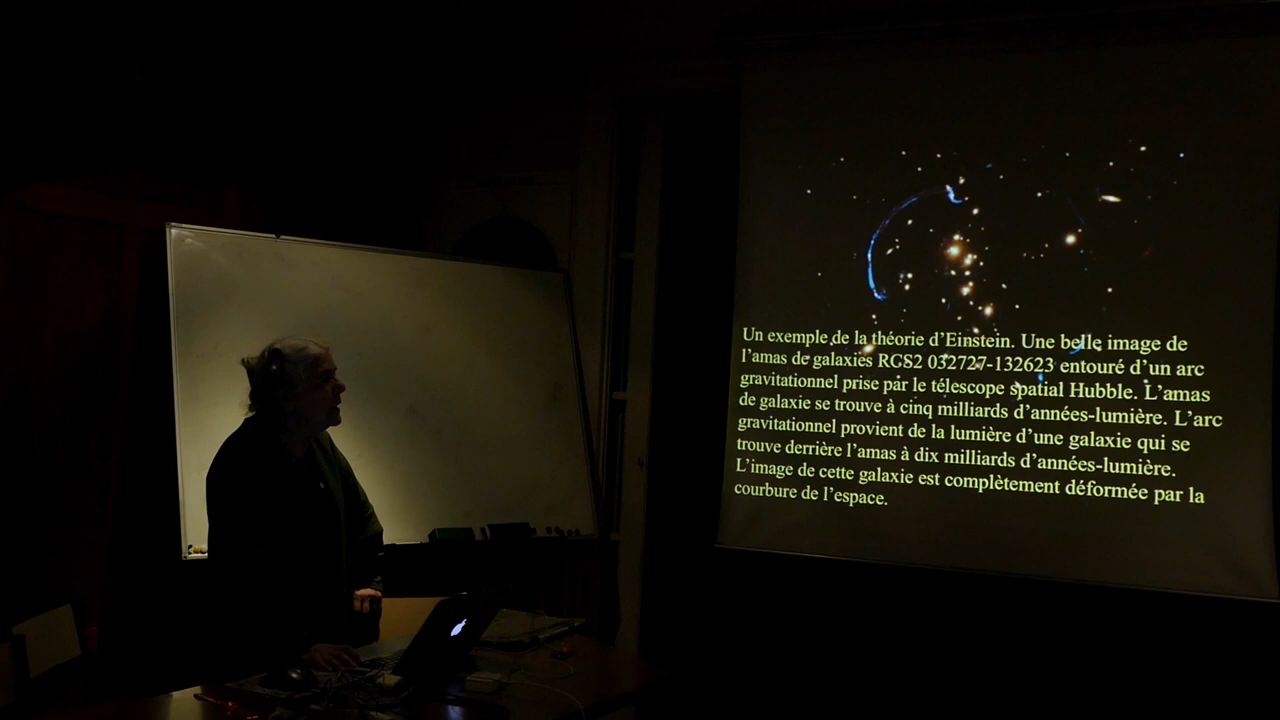 Un exemple de la théorie d'Einstein. Une belle image de
l'amas de galaxies RGS2 032727-132623 entouré d'un arc
gravitationnel prise par le télescope spatial Hubble. L'amas
de galaxie se trouve à cinq milliards d'années-lumière. L'arc
gravitationnel provient de la lumière d'une galaxie qui se
trouve derrière l'amas à dix milliards d'années-lumière.
L'image de cette galaxie est complètement déformée par la
courbure de l'espace.